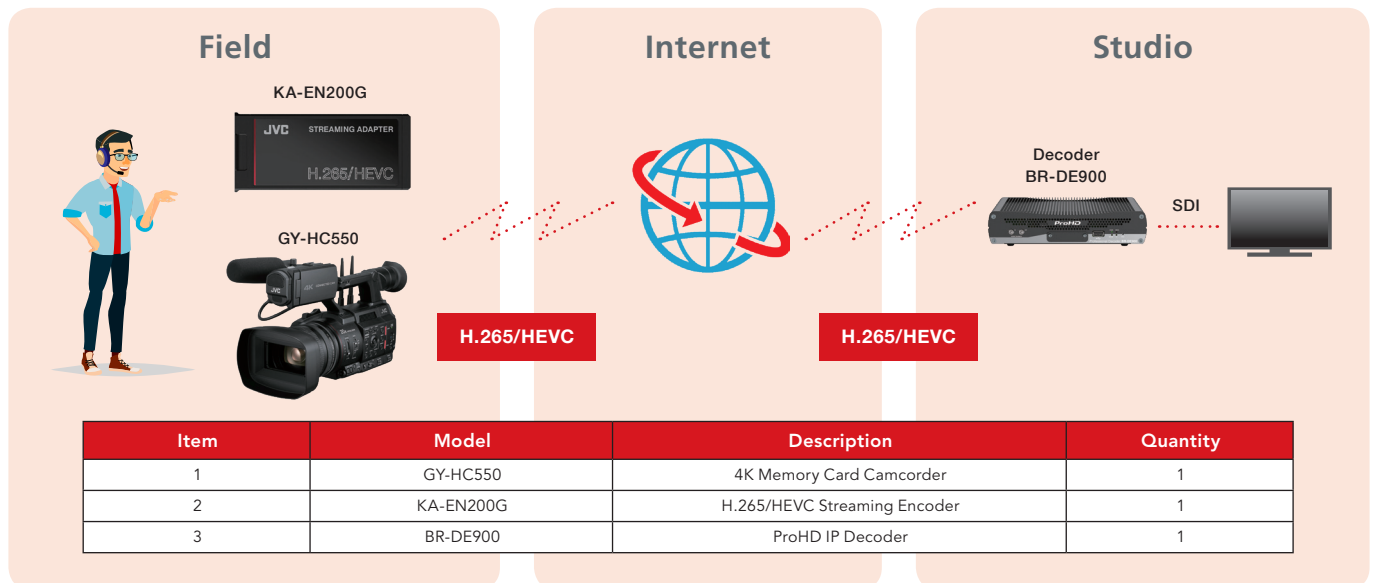 Field
Internet
Studio
KA-EN200G
JVC STREAMING ADAPTER
H.265/HEVC
GY-HC550
JVC
4K
Decoder
BR-DE900
ProHD
SDI
H.265/HEVC
H.265/HEVC
Item Model Description Quantity
1 GY-HC550 4K Memory Card Camcorder 1
2 KA-EN200G H.265/HEVC Streaming Encoder 1
3 BR-DE900 ProHD IP Decoder 1